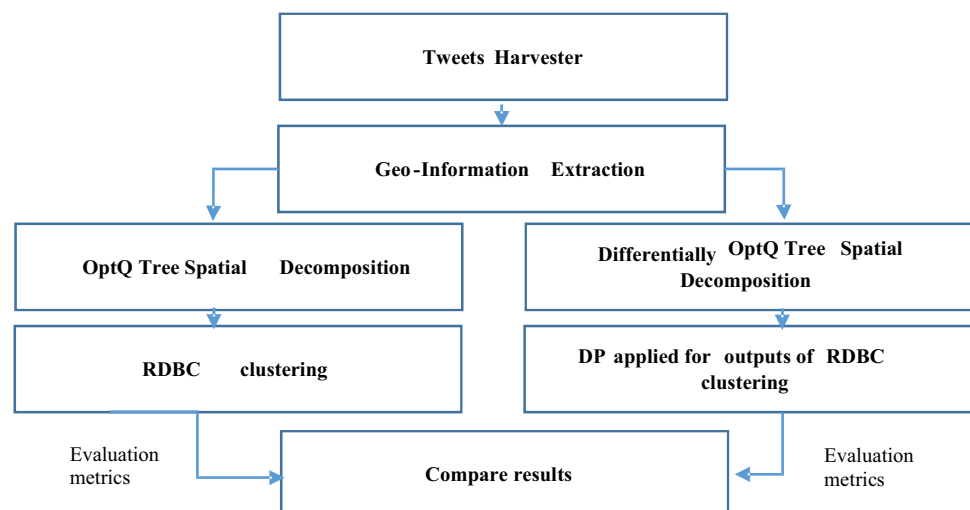 Tweets Harvester
Geo-Information Extraction
OptQ Tree Spatial Decomposition
Differentially OptQ Tree Spatial
Decomposition
RDBC clustering
DP applied for outputs of RDBC
clustering
Evaluation
metrics
Compare results
Evaluation
metrics